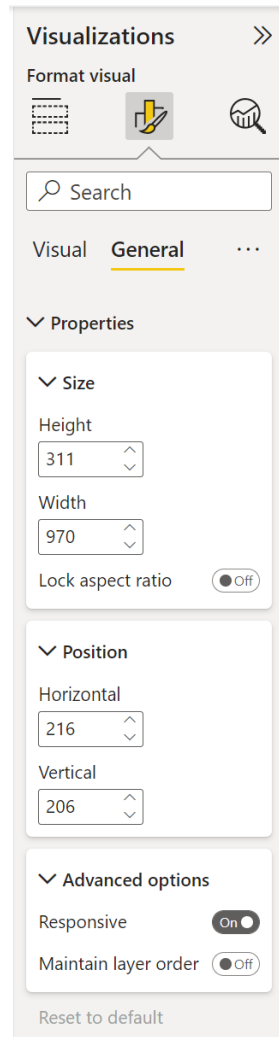 Visualizations
Format visual
Search
Visual General ...
Properties
Size
Height
311
Width
970
Lock aspect ratio Off
Position
Horizontal
216
Vertical
206
Advanced options
Responsive On
Maintain layer order Off
Reset to default